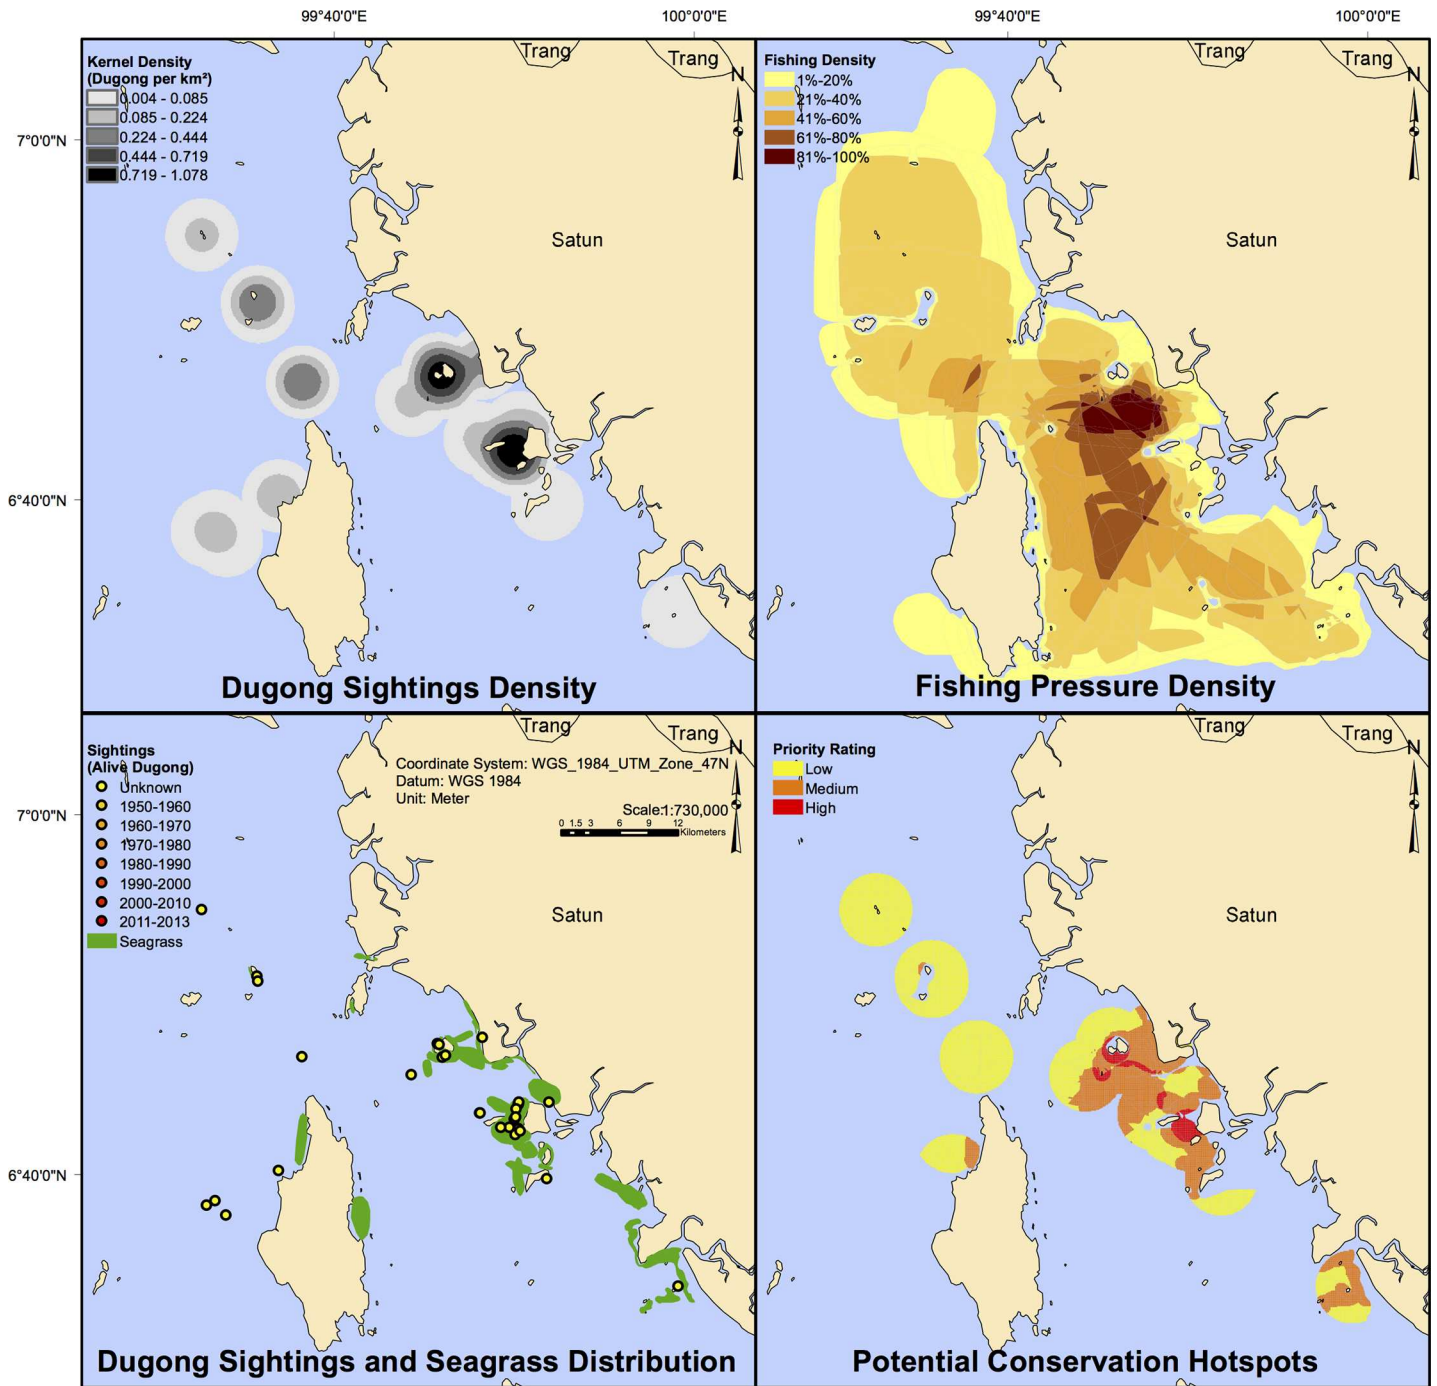 99°40'0"E
100°0'0"E
99°40'0"E
100°0'0"E
7°0'0"N
6°40'0"N
Kernel Density
(Dugong per km²)
0.004 - 0.085
0.085 - 0.224
0.224 - 0.444
0.444 - 0.719
0.719 - 1.078
Trang
Trang
N
Satun
Dugong Sightings Density
Fishing Density
1%-20%
21%-40%
41%-60%
61%-80%
81%-100%
Trang
Trang
N
Satun
Fishing Pressure Density
7°0'0"N
6°40'0"N
Sightings
(Alive Dugong)
Unknown
1950-1960
1960-1970
1970-1980
1980-1990
1990-2000
2000-2010
2011-2013
Seagrass
Trang
Trang
N
Coordinate System: WGS_1984_UTM_Zone_47N
Datum: WGS 1984
Unit: Meter
Scale:1:730,000
0 1.5 3 6 9 12
Kilometers
Satun
Dugong Sightings and Seagrass Distribution
Priority Rating
Low
Medium
High
Trang
Trang
N
Satun
Potential Conservation Hotspots